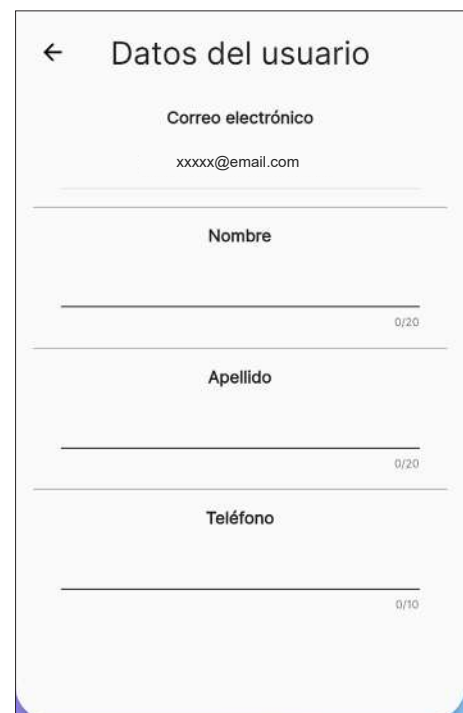 Datos del usuario
Correo electrónico
xxxxx@email.com
Nombre
0/20
Apellido
0/20
Teléfono
0/10